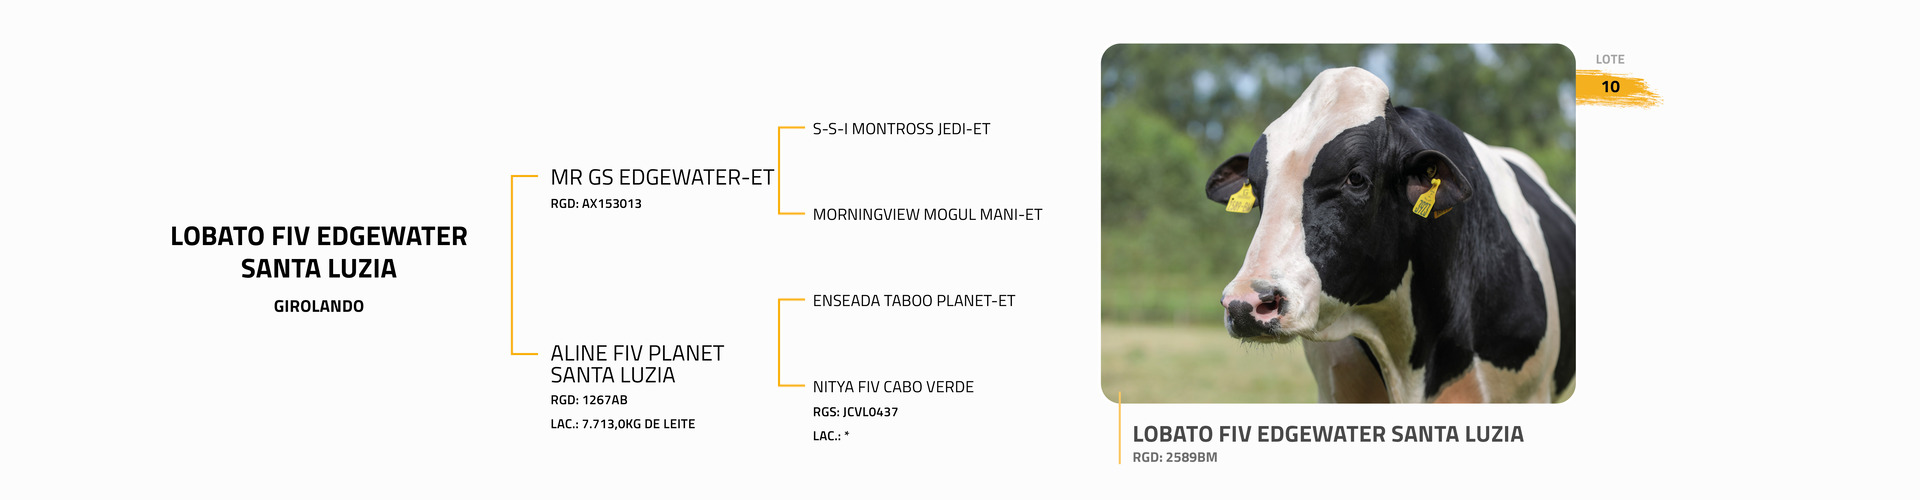 LOBATO FIV EDGEWATER
SANTA LUZIA
GIROLANDO
MR GS EDGEWATER-ET
RGD: AX153013
ALINE FIV PLANET
SANTA LUZIA
RGD: 1267AB
LAC.: 7.713,0KG DE LEITE
S-S-I MONTROSS JEDI-ET
MORNINGVIEW MOGUL MANI-ET
ENSEADA TABOO PLANET-ET
NITYA FIV CABO VERDE
RGS: JCVL0437
LAC.: *
LOTE
10
LOBATO FIV EDGEWATER SANTA LUZIA
RGD: 2589BM